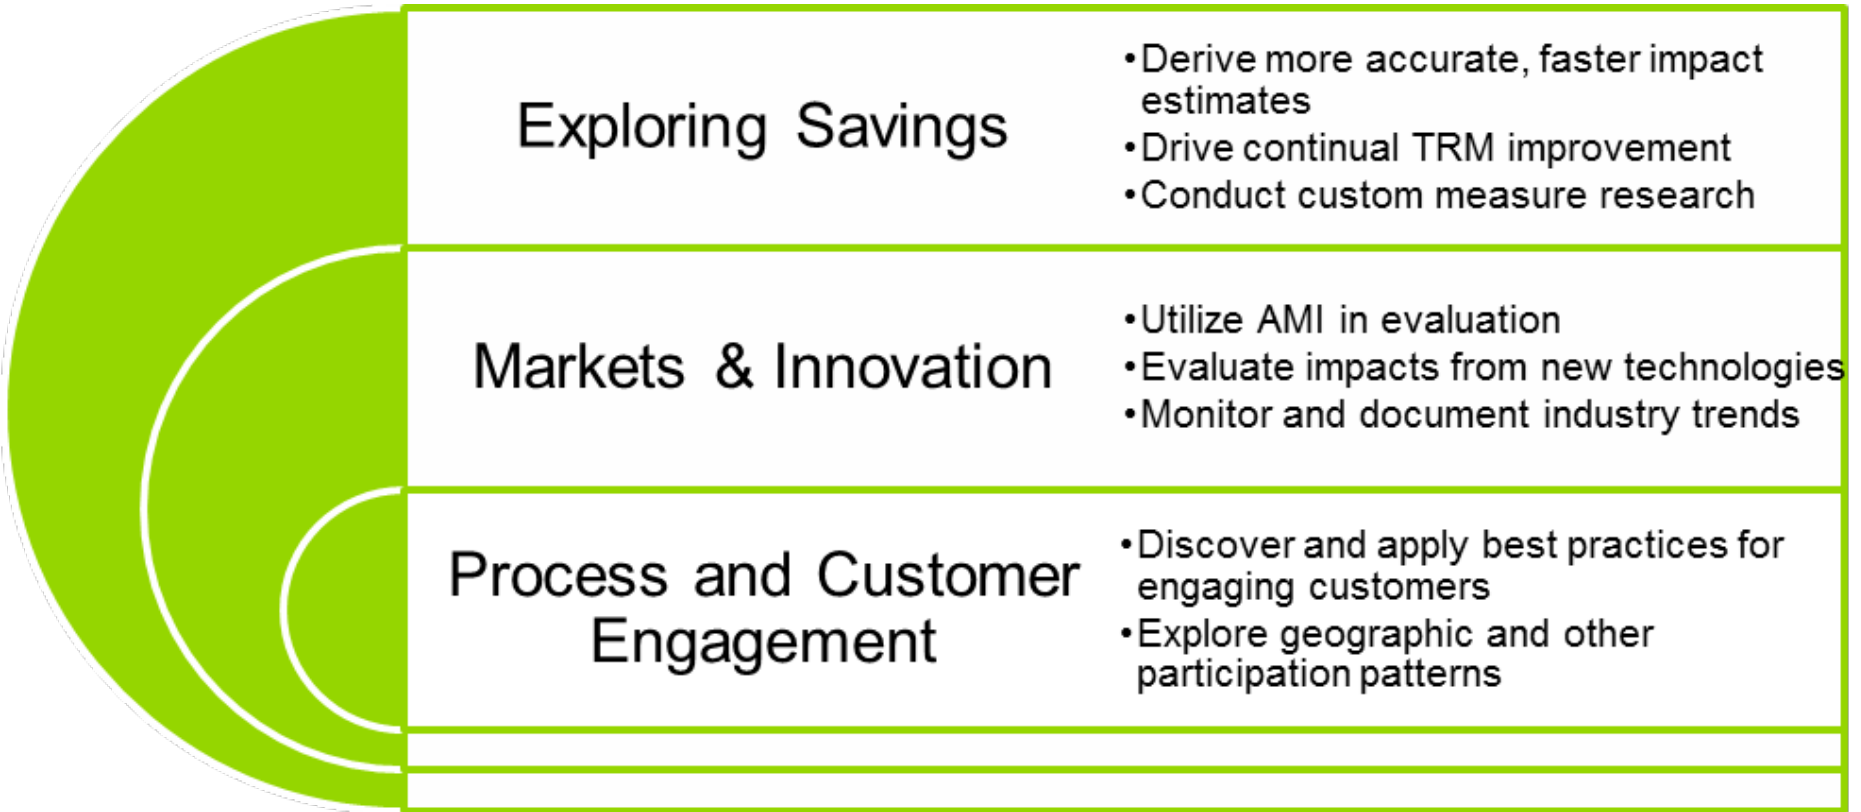 Exploring Savings
•Derive more accurate, faster impact
estimates
•Drive continual TRM improvement
•Conduct custom measure research
Markets & Innovation
•Utilize AMI in evaluation
•Evaluate impacts from new technologies
•Monitor and document industry trends
Process and Customer
Engagement
•Discover and apply best practices for
engaging customers
•Explore geographic and other
participation patterns